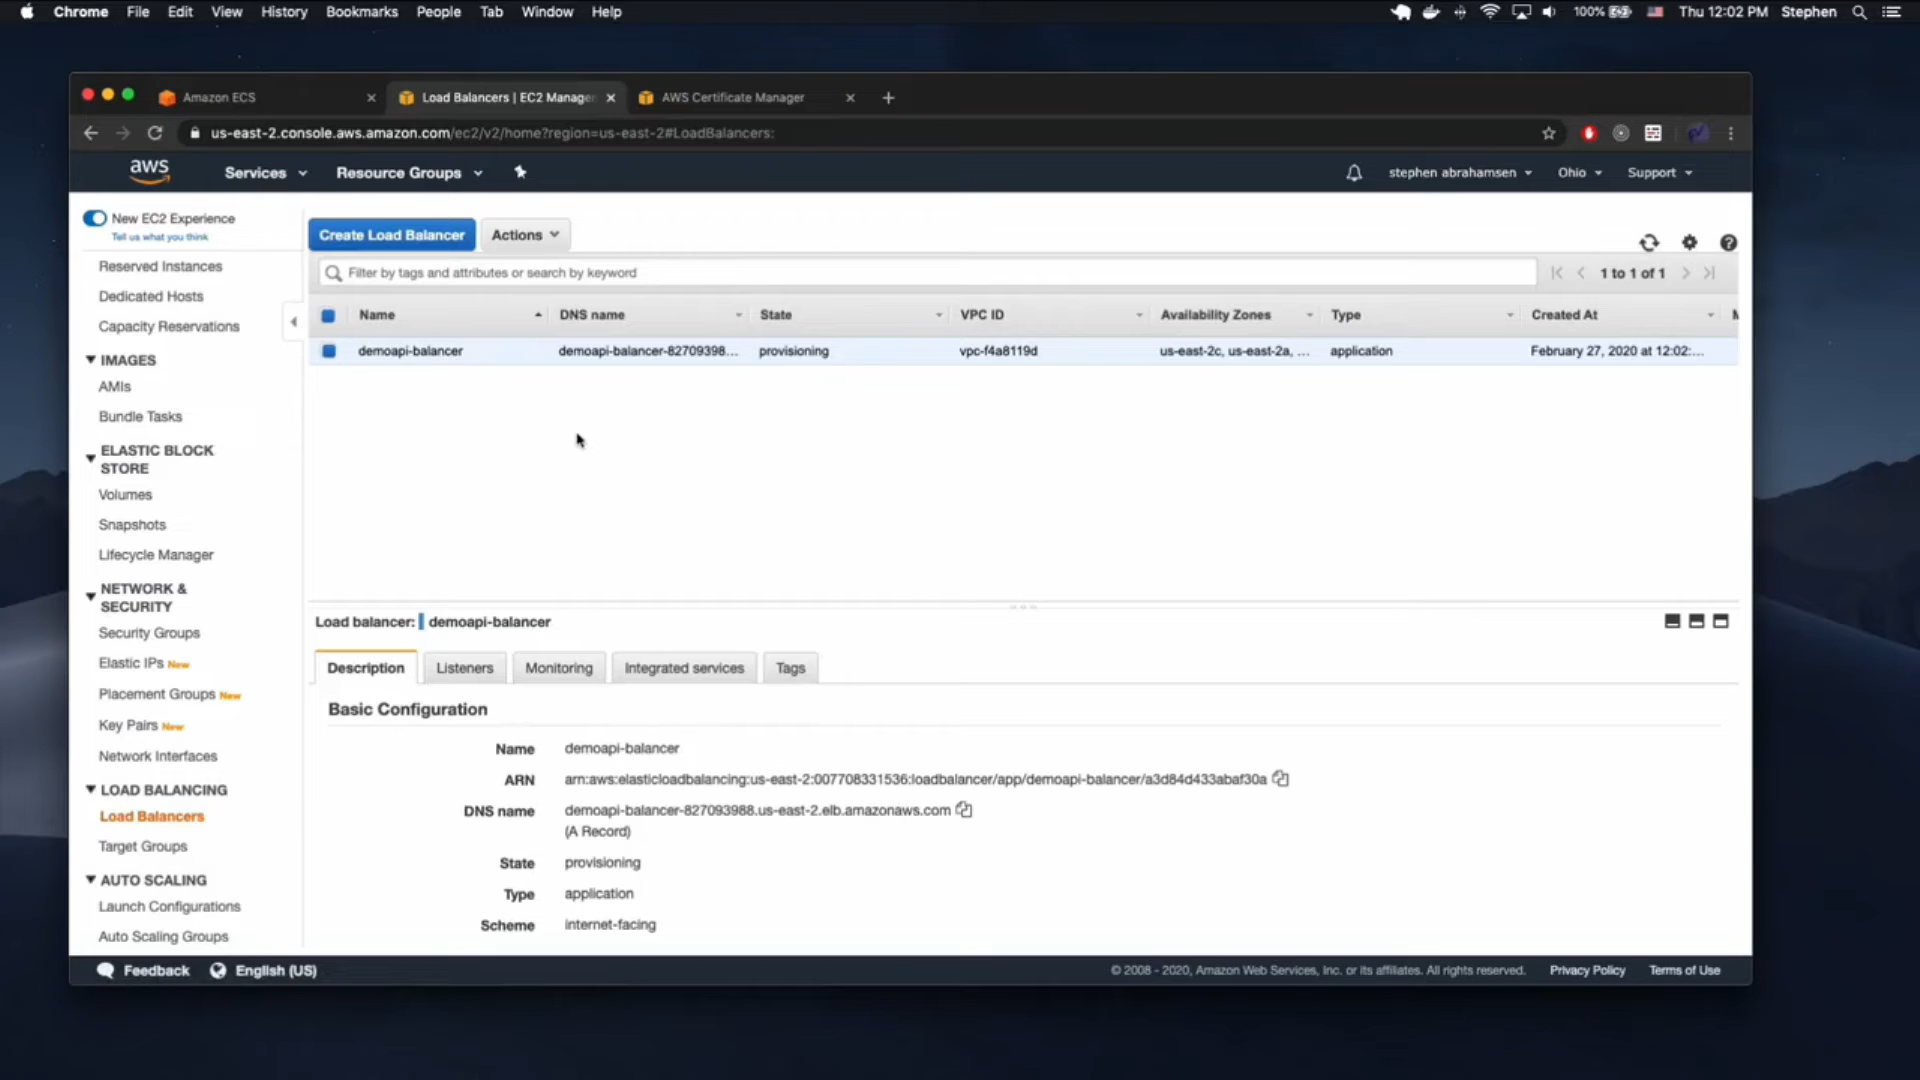 Chrome File Edit View History Bookmarks People Tab Window Help
100% Thu 12:02 PM Stephen
Amazon ECS
Load Balancers | EC2 Manage
AWS Certificate Manager
us-east-2.console.aws.amazon.com/ec2/v2/home?region=us-east-2#LoadBalancers:
aws Services Resource Groups stephen abrahamsen Ohio Support
New EC2 Experience
Tell us what you think
Reserved Instances
Dedicated Hosts
Capacity Reservations
IMAGES
AMIs
Bundle Tasks
ELASTIC BLOCK
STORE
Volumes
Snapshots
Lifecycle Manager
NETWORK &
SECURITY
Security Groups
Elastic IPs New
Placement Groups New
Key Pairs New
Network Interfaces
LOAD BALANCING
Load Balancers
Target Groups
AUTO SCALING
Launch Configurations
Auto Scaling Groups
Create Load Balancer Actions
Filter by tags and attributes or search by keyword
1 to 1 of 1
Name DNS name State VPC ID Availability Zones Type Created At
demoapi-balancer demoapi-balancer-82709398... provisioning vpc-f4a8119d us-east-2c, us-east-2a, ... application February 27, 2020 at 12:02:...
Load balancer: demoapi-balancer
Description Listeners Monitoring Integrated services Tags
Basic Configuration
Name demoapi-balancer
ARN arn:aws:elasticloadbalancing:us-east-2:007708331536:loadbalancer/app/demoapi-balancer/a3d84d433abaf30a
DNS name demoapi-balancer-827093988.us-east-2.elb.amazonaws.com
(A Record)
State provisioning
Type application
Scheme internet-facing
Feedback English (US)
© 2008 - 2020, Amazon Web Services, Inc. or its affiliates. All rights reserved. Privacy Policy Terms of Use